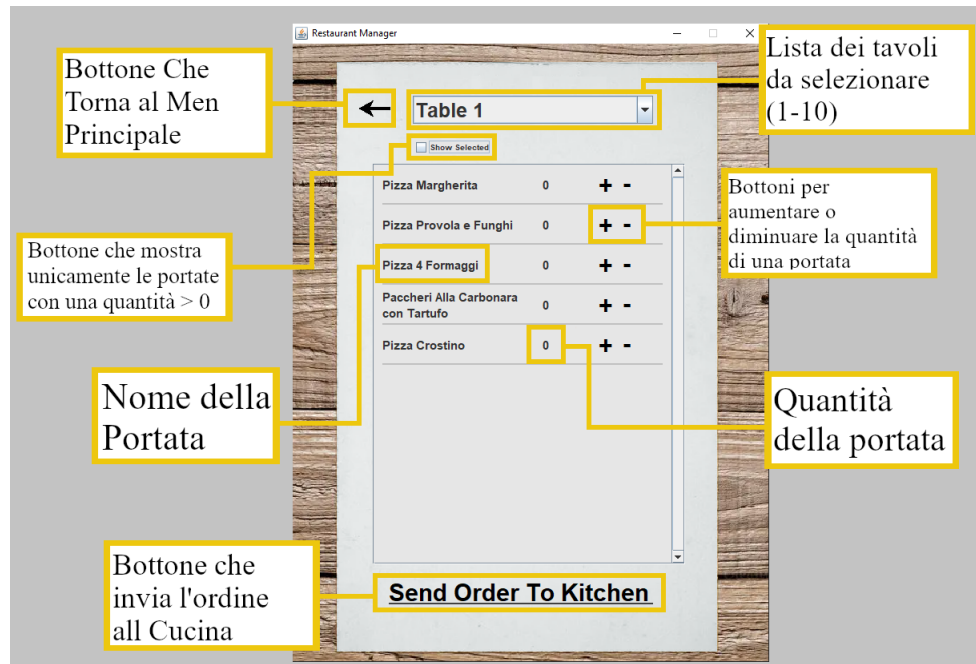 Restaurant Manager
Bottone Che
Torna al Men
Principale
Lista dei tavoli
da selezionare
(1-10)
Table 1
Show Selected
Pizza Margherita 0 + -
Pizza Provola e Funghi 0 + -
Pizza 4 Formaggi 0 + -
Paccheri Alla Carbonara
con Tartufo 0 + -
Pizza Crostino 0 + -
Bottoni per
aumentare o
diminuare la quantità
di una portata
Bottone che mostra
unicamente le portate
con una quantità > 0
Nome della
Portata
Quantità
della portata
Bottone che
invia l'ordine
all Cucina
Send Order To Kitchen